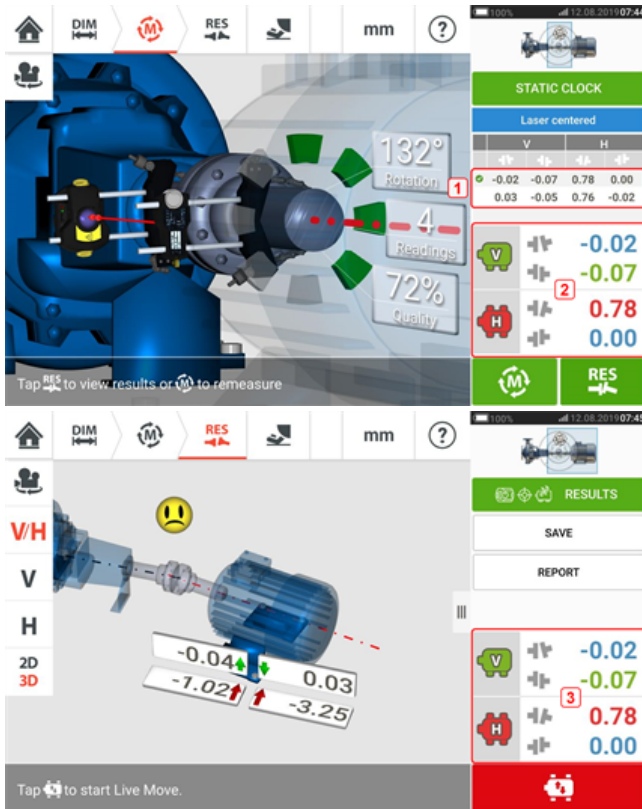 DIM
M
RES
mm
?
100%
12.08.2019 07:44
STATIC CLOCK
Laser centered
V H
-0.02 -0.07 0.78 0.00
0.03 -0.05 0.76 -0.02
132°
Rotation
1
4
Readings
72%
Quality
V
-0.02
-0.07
2
H
0.78
0.00
Tap RES to view results or M to remeasure
M
RES
DIM
M
RES
mm
?
100%
12.08.2019 07:45
RESULTS
SAVE
REPORT
V/H
V
H
2D
3D
-0.04 0.03
-1.02 -3.25
V
-0.02
-0.07
3
H
0.78
0.00
Tap to start Live Move.